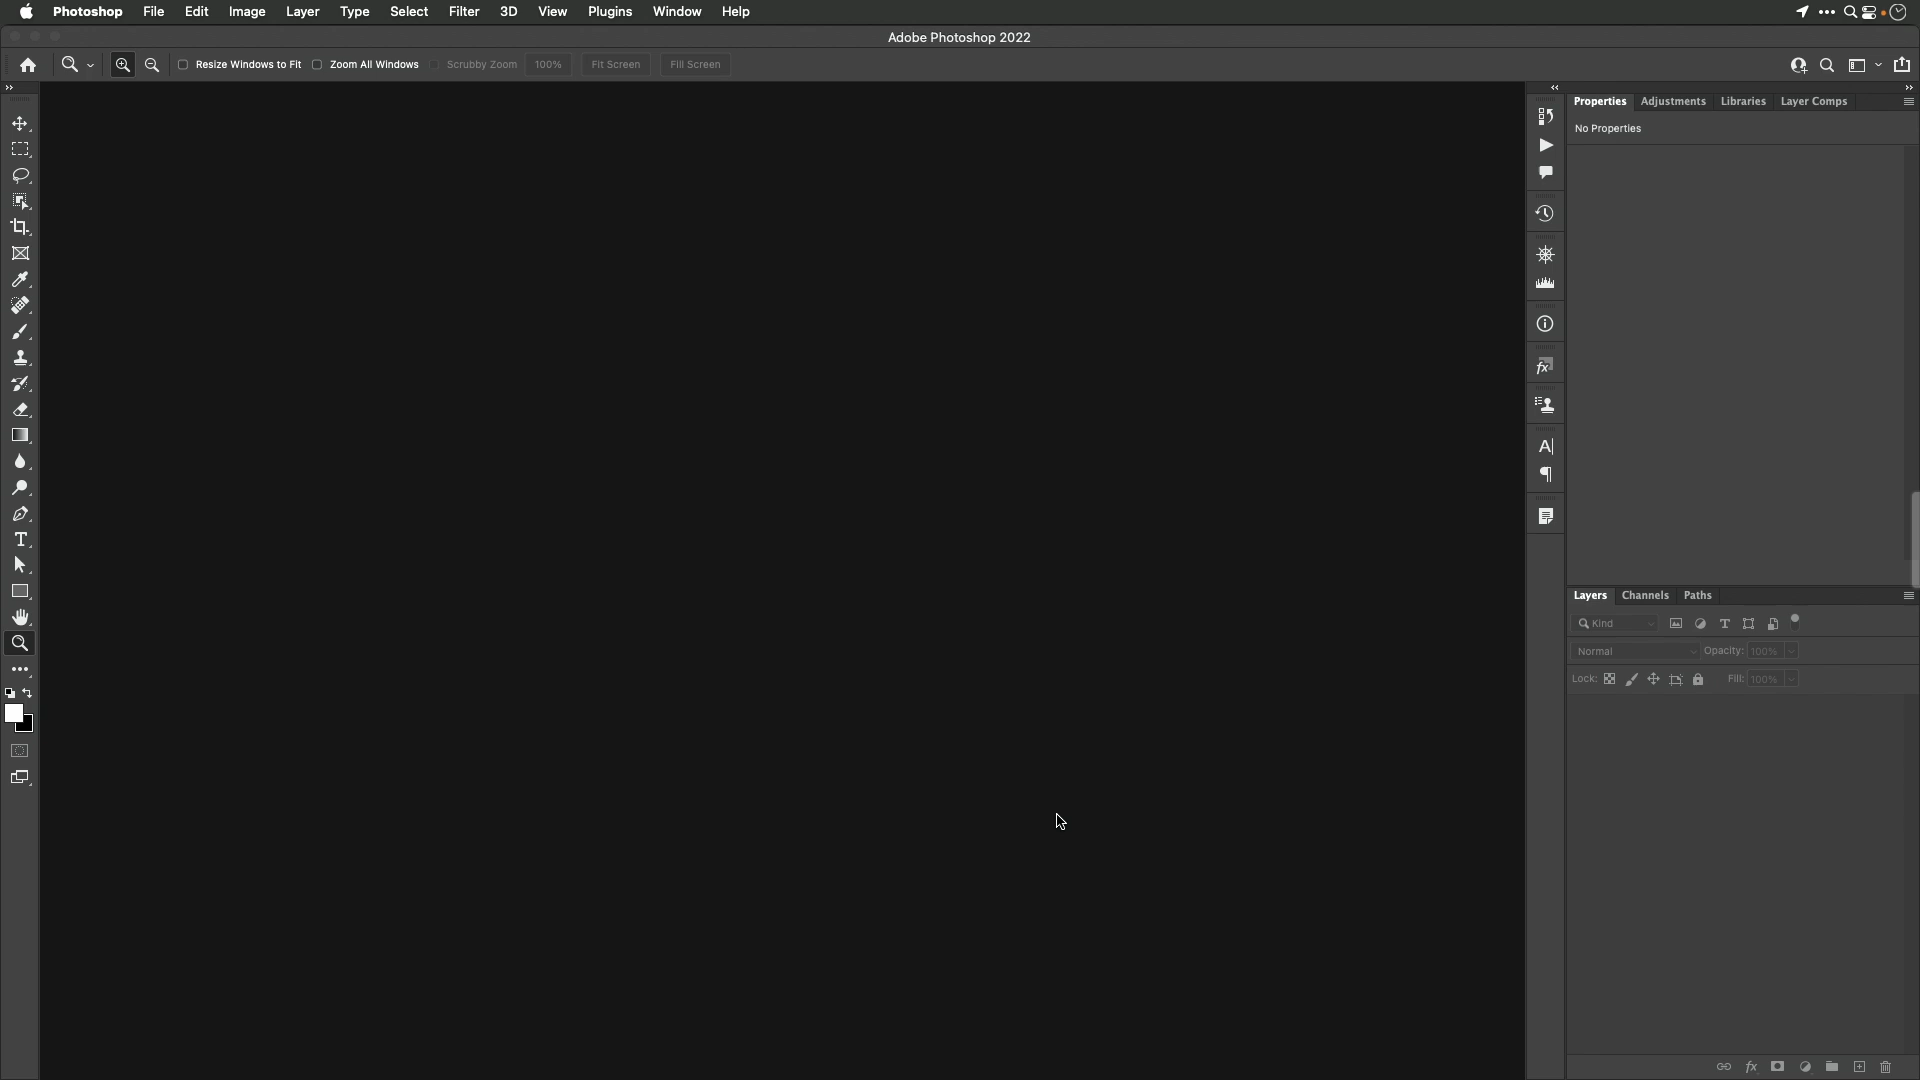 Photoshop File Edit Image Layer Type Select Filter 3D View Plugins Window Help
Adobe Photoshop 2022
Resize Windows to Fit Zoom All Windows Scrubby Zoom 100% Fit Screen Fill Screen
Properties Adjustments Libraries Layer Comps
No Properties
Layers Channels Paths
Kind
Normal Opacity: 100%
Lock: Fill: 100%